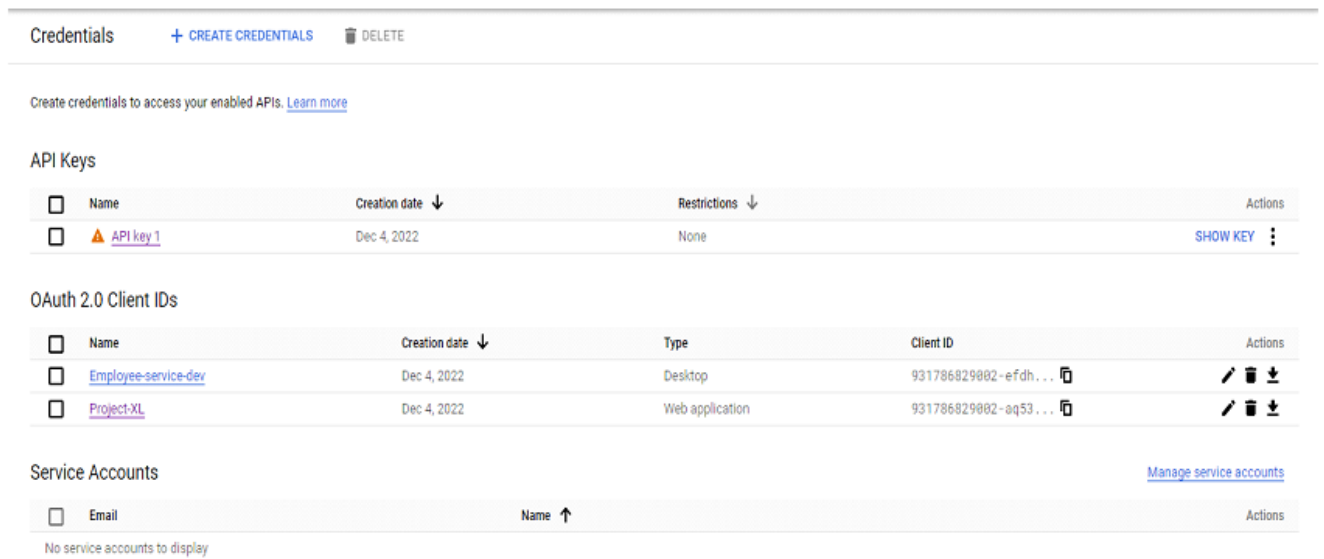 Credentials + CREATE CREDENTIALS DELETE
Create credentials to access your enabled APIs. Learn more
API Keys
Name Creation date Restrictions Actions
API key 1 Dec 4, 2022 None SHOW KEY
OAuth 2.0 Client IDs
Name Creation date Type Client ID Actions
Employee-service-dev Dec 4, 2022 Desktop 931786829002-efdh...
Project-XL Dec 4, 2022 Web application 931786829002-aq53...
Service Accounts Manage service accounts
Email Name Actions
No service accounts to display